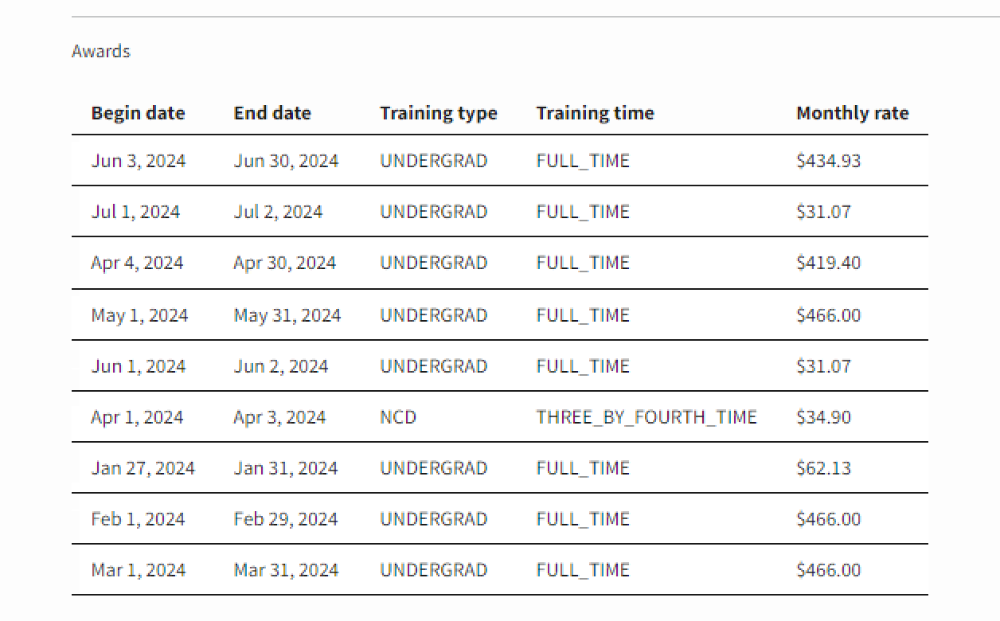 Awards
Begin date End date Training type Training time Monthly rate
Jun 3, 2024 Jun 30, 2024 UNDERGRAD FULL_TIME $434.93
Jul 1, 2024 Jul 2, 2024 UNDERGRAD FULL_TIME $31.07
Apr 4, 2024 Apr 30, 2024 UNDERGRAD FULL_TIME $419.40
May 1, 2024 May 31, 2024 UNDERGRAD FULL_TIME $466.00
Jun 1, 2024 Jun 2, 2024 UNDERGRAD FULL_TIME $31.07
Apr 1, 2024 Apr 3, 2024 NCD THREE_BY_FOURTH_TIME $34.90
Jan 27, 2024 Jan 31, 2024 UNDERGRAD FULL_TIME $62.13
Feb 1, 2024 Feb 29, 2024 UNDERGRAD FULL_TIME $466.00
Mar 1, 2024 Mar 31, 2024 UNDERGRAD FULL_TIME $466.00